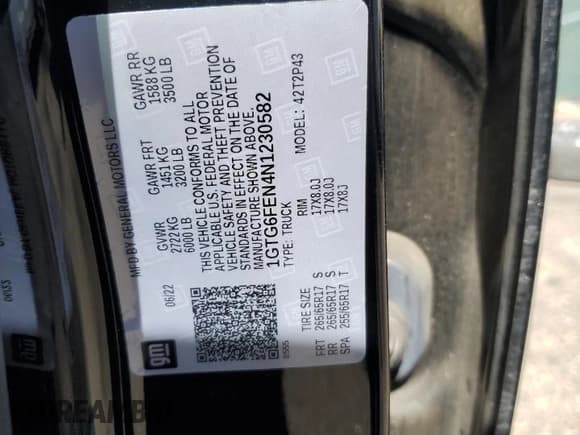 MFD BY GENERAL MOTORS LLC
GVWR
2722 KG
6000 LB
GAWR FRT
1451 KG
3200 LB
GAWR RR
1588 KG
3500 LB
06/22
THIS VEHICLE CONFORMS TO ALL
APPLICABLE U.S. FEDERAL MOTOR
VEHICLE SAFETY AND THEFT PREVENTION
STANDARDS IN EFFECT ON THE DATE OF
MANUFACTURE SHOWN ABOVE.
1GTG6FEN4N1230582
TYPE: TRUCK MODEL: 42T2P43
gm
TIRE SIZE RIM
FRT 265/65R17 S 17X8.0J
RR 265/65R17 S 17X8.0J
SPA 255/65R17 T 17X8J
gm